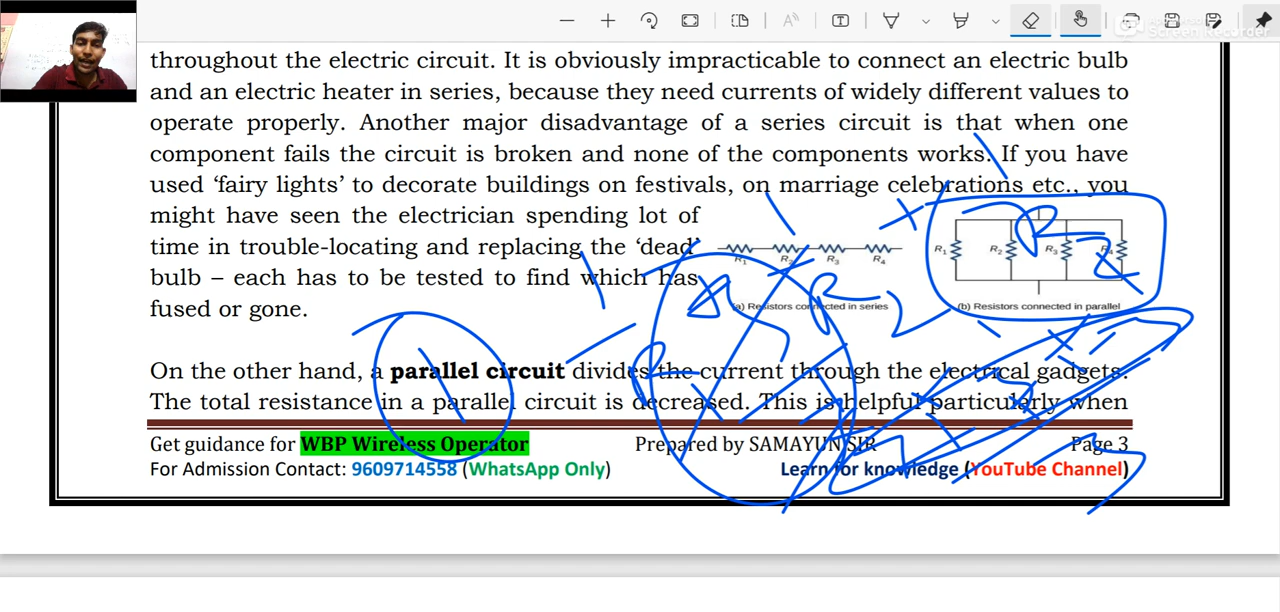 throughout the electric circuit. It is obviously impracticable to connect an electric bulb
and an electric heater in series, because they need currents of widely different values to
operate properly. Another major disadvantage of a series circuit is that when one
component fails the circuit is broken and none of the components works. If you have
used ‘fairy lights’ to decorate buildings on festivals, on marriage celebrations etc., you
might have seen the electrician spending lot of
time in trouble-locating and replacing the ‘dead’
bulb – each has to be tested to find which has
fused or gone.
R1 R2 R3 R4
(a) Resistors connected in series
R1 R2 R3
(b) Resistors connected in parallel
On the other hand, a parallel circuit divides the current through the electrical gadgets.
The total resistance in a parallel circuit is decreased. This is helpful particularly when
Get guidance for WBP Wireless Operator Prepared by SAMAYUN SIR Page 3
For Admission Contact: 9609714558 (WhatsApp Only) Learn for knowledge (YouTube Channel)